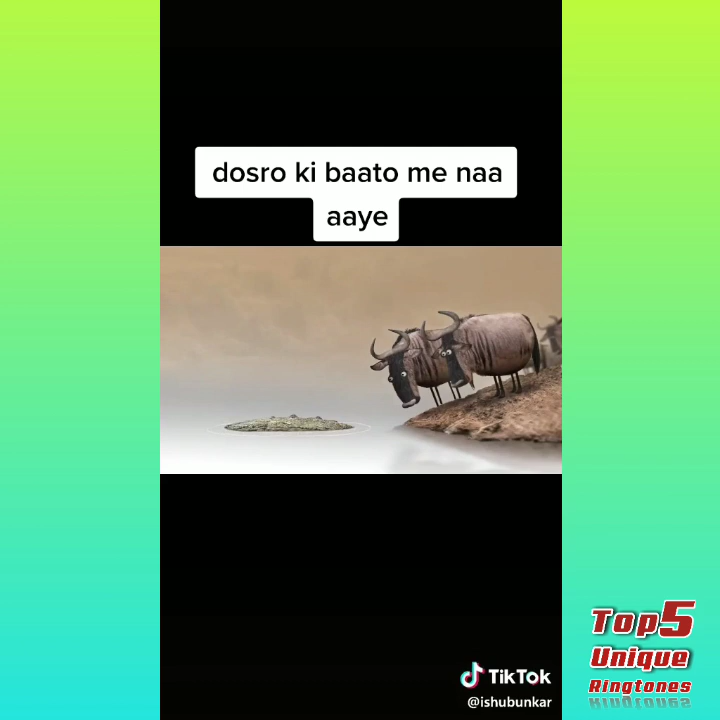 dosro ki baato me naa
aaye
TikTok
@ishubunkar
Top5
Unique
Ringtones